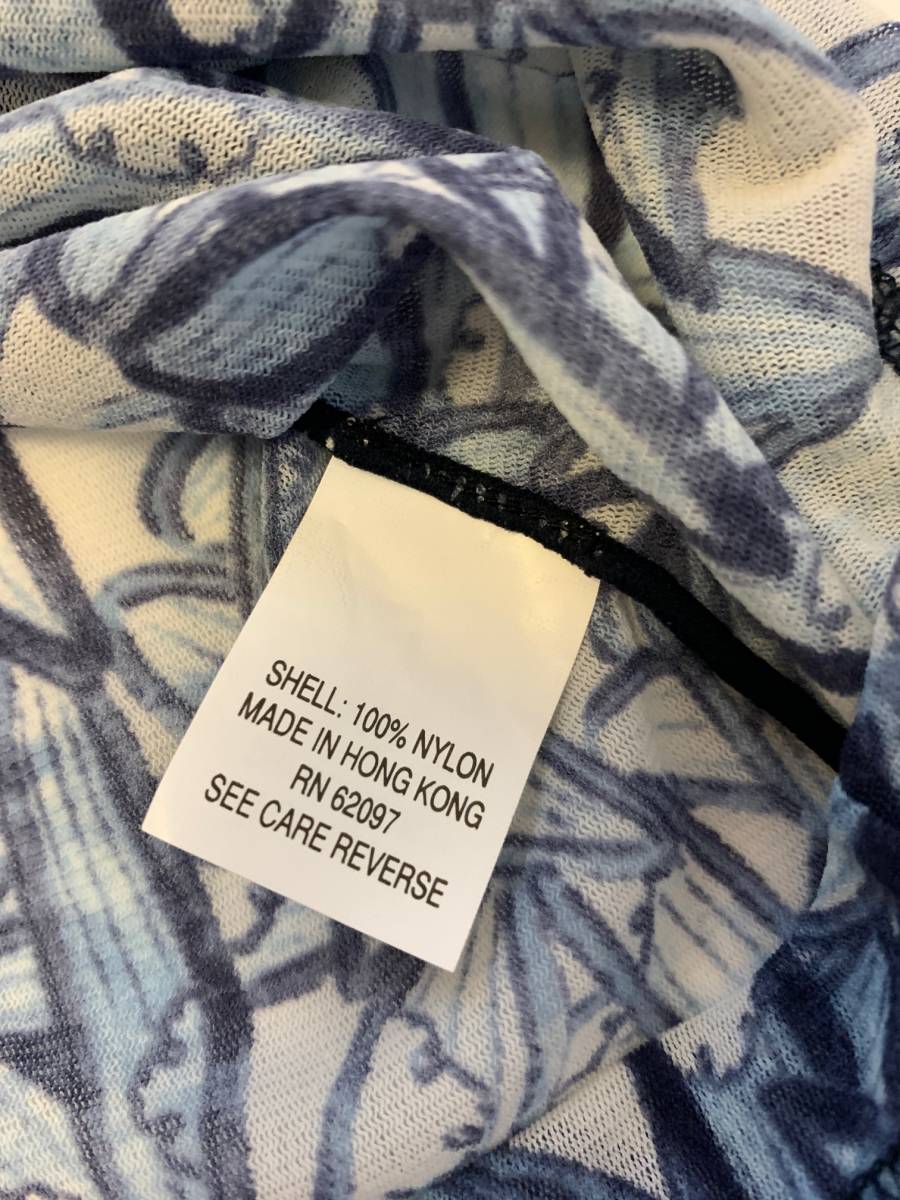 SHELL: 100% NYLON
MADE IN HONG KONG
RN 62097
SEE CARE REVERSE